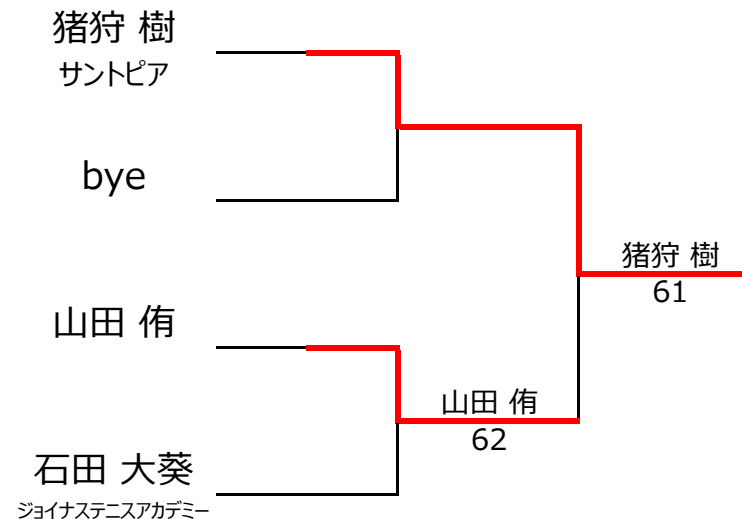 猪狩 樹
サントピア
bye
猪狩 樹
61
山田 侑
山田 侑
62
石田 大葵
ジョイナステニスアカデミー